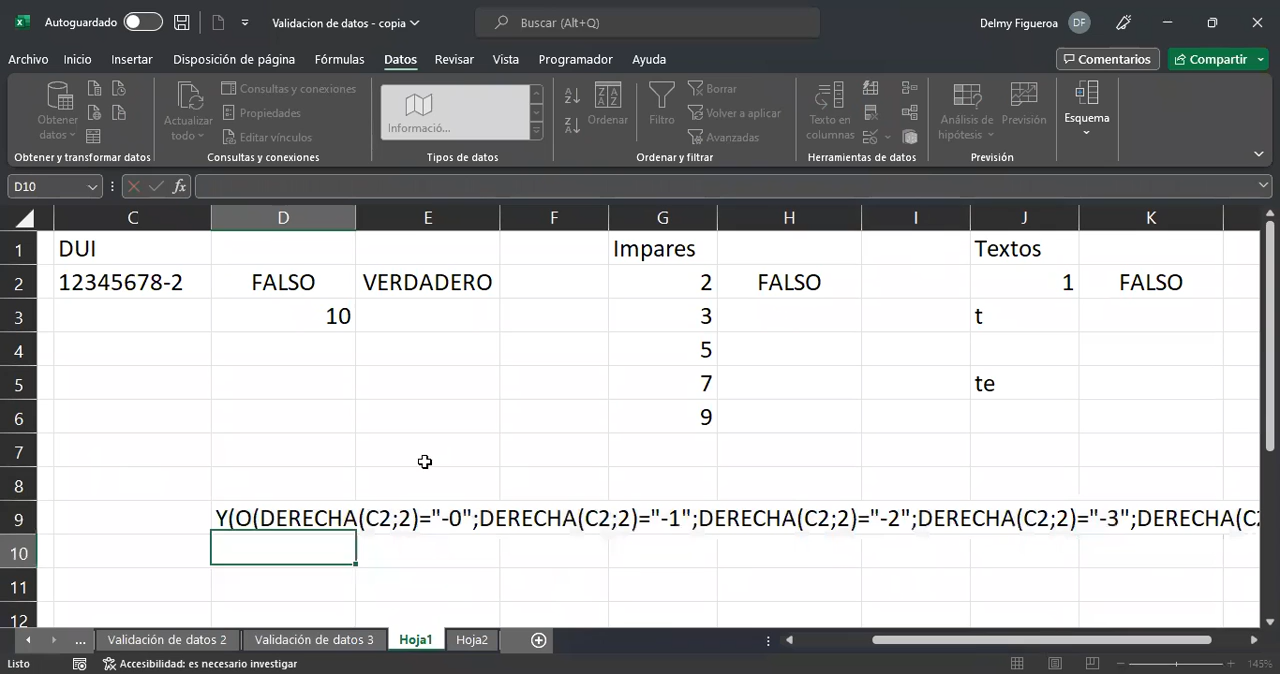 Autoguardado Validacion de datos - copia Buscar (Alt+Q) Delmy Figueroa DF
Archivo Inicio Insertar Disposición de página Fórmulas Datos Revisar Vista Programador Ayuda Comentarios Compartir
Obtener datos
Obtener y transformar datos
Actualizar todo
Consultas y conexiones
Propiedades
Editar vínculos
Consultas y conexiones
Informació...
Tipos de datos
Ordenar
Filtro
Borrar
Volver a aplicar
Avanzadas
Ordenar y filtrar
Texto en columnas
Herramientas de datos
Análisis de hipótesis
Previsión
Previsión
Esquema
D10 fx
C D E F G H I J K
1 DUI Impares Textos
2 12345678-2 FALSO VERDADERO 2 FALSO 1 FALSO
3 10 3 t
4 5
5 7 te
6 9
7
8
9 Y(O(DERECHA(C2;2)="-0";DERECHA(C2;2)="-1";DERECHA(C2;2)="-2";DERECHA(C2;2)="-3";DERECHA(C2
10
11
12
... Validación de datos 2 Validación de datos 3 Hoja1 Hoja2
Listo Accesibilidad: es necesario investigar 145%